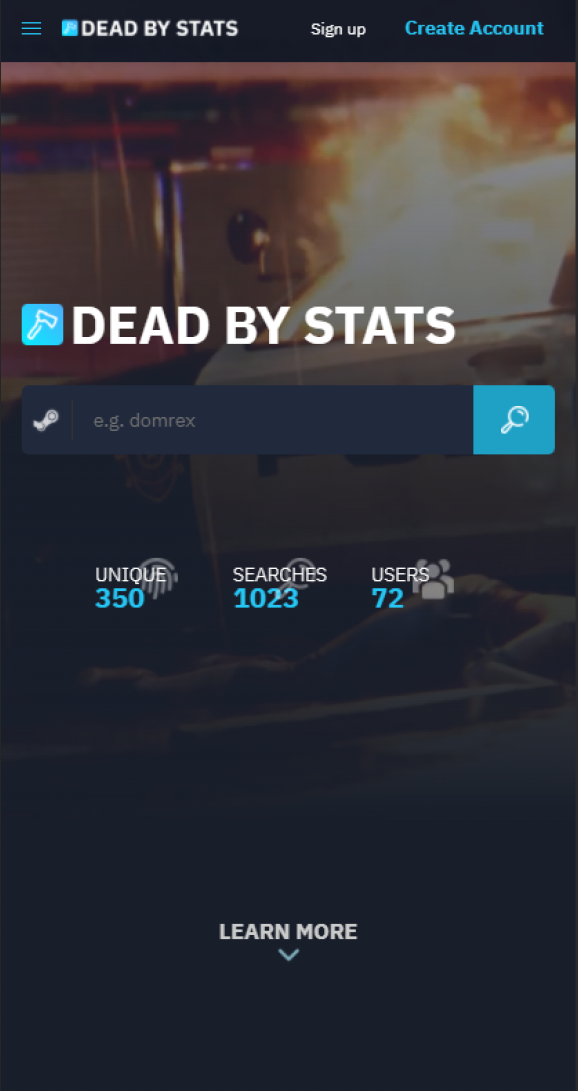 DEAD BY STATS Sign up Create Account
DEAD BY STATS
e.g. domrex
UNIQUE SEARCHES USERS
350 1023 72
LEARN MORE